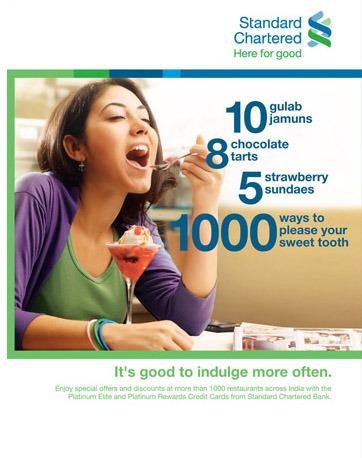 Standard
Chartered
Here for good
10 gulab
jamuns
8 chocolate
tarts
5 strawberry
sundaes
1000 ways to
please your
sweet tooth
It's good to indulge more often.
Enjoy special offers and discounts at more than 1000 restaurants across India with the
Platinum Elite and Platinum Rewards Credit Cards from Standard Chartered Bank.